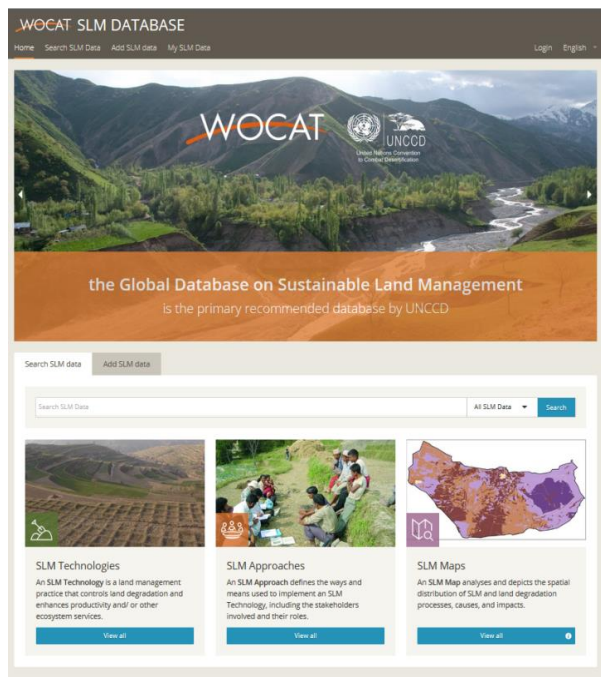 WOCAT SLM DATABASE
Home Search SLM Data Add SLM data My SLM Data Login English
WOCAT UNCCD
United Nations Convention
to Combat Desertification
the Global Database on Sustainable Land Management
is the primary recommended database by UNCCD
Search SLM data Add SLM data
Search SLM Data All SLM Data Search
SLM Technologies
An SLM Technology is a land management
practice that controls land degradation and
enhances productivity and/ or other
ecosystem services.
View all
SLM Approaches
An SLM Approach defines the ways and
means used to implement an SLM
Technology, including the stakeholders
involved and their roles.
View all
SLM Maps
An SLM Map analyses and depicts the spatial
distribution of SLM and land degradation
processes, causes, and impacts.
View all